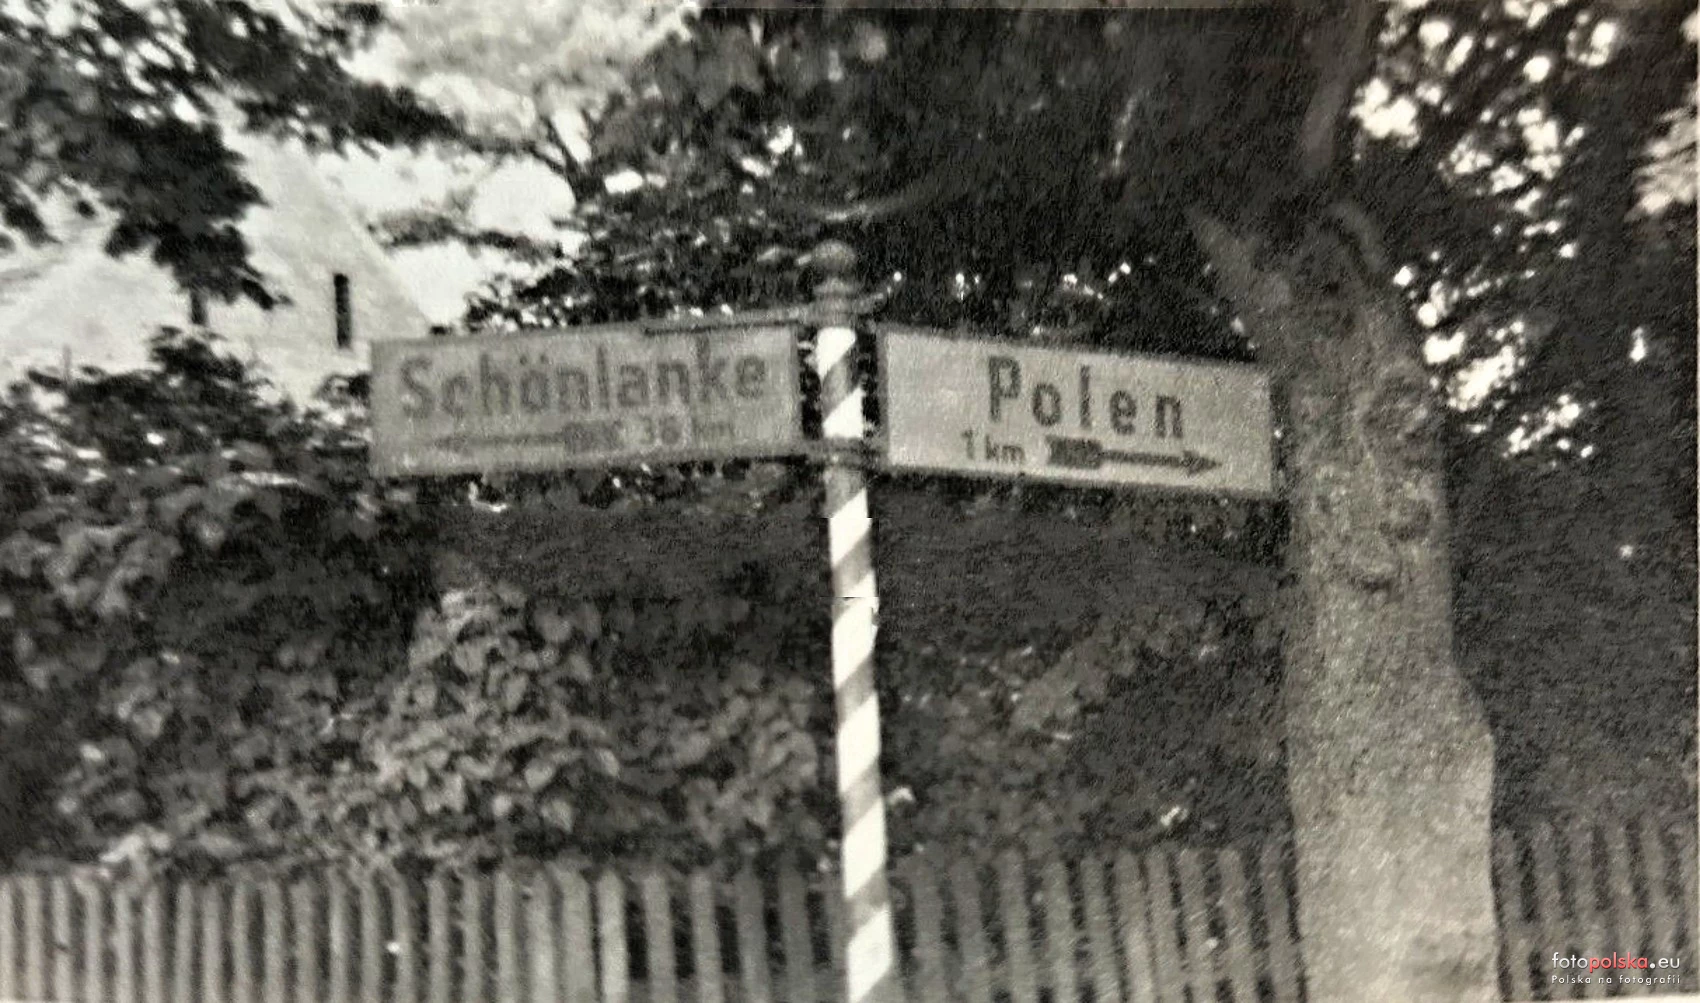 Schönlanke
38 km
Polen
1 km
fotopolska.eu
Polska na fotografii